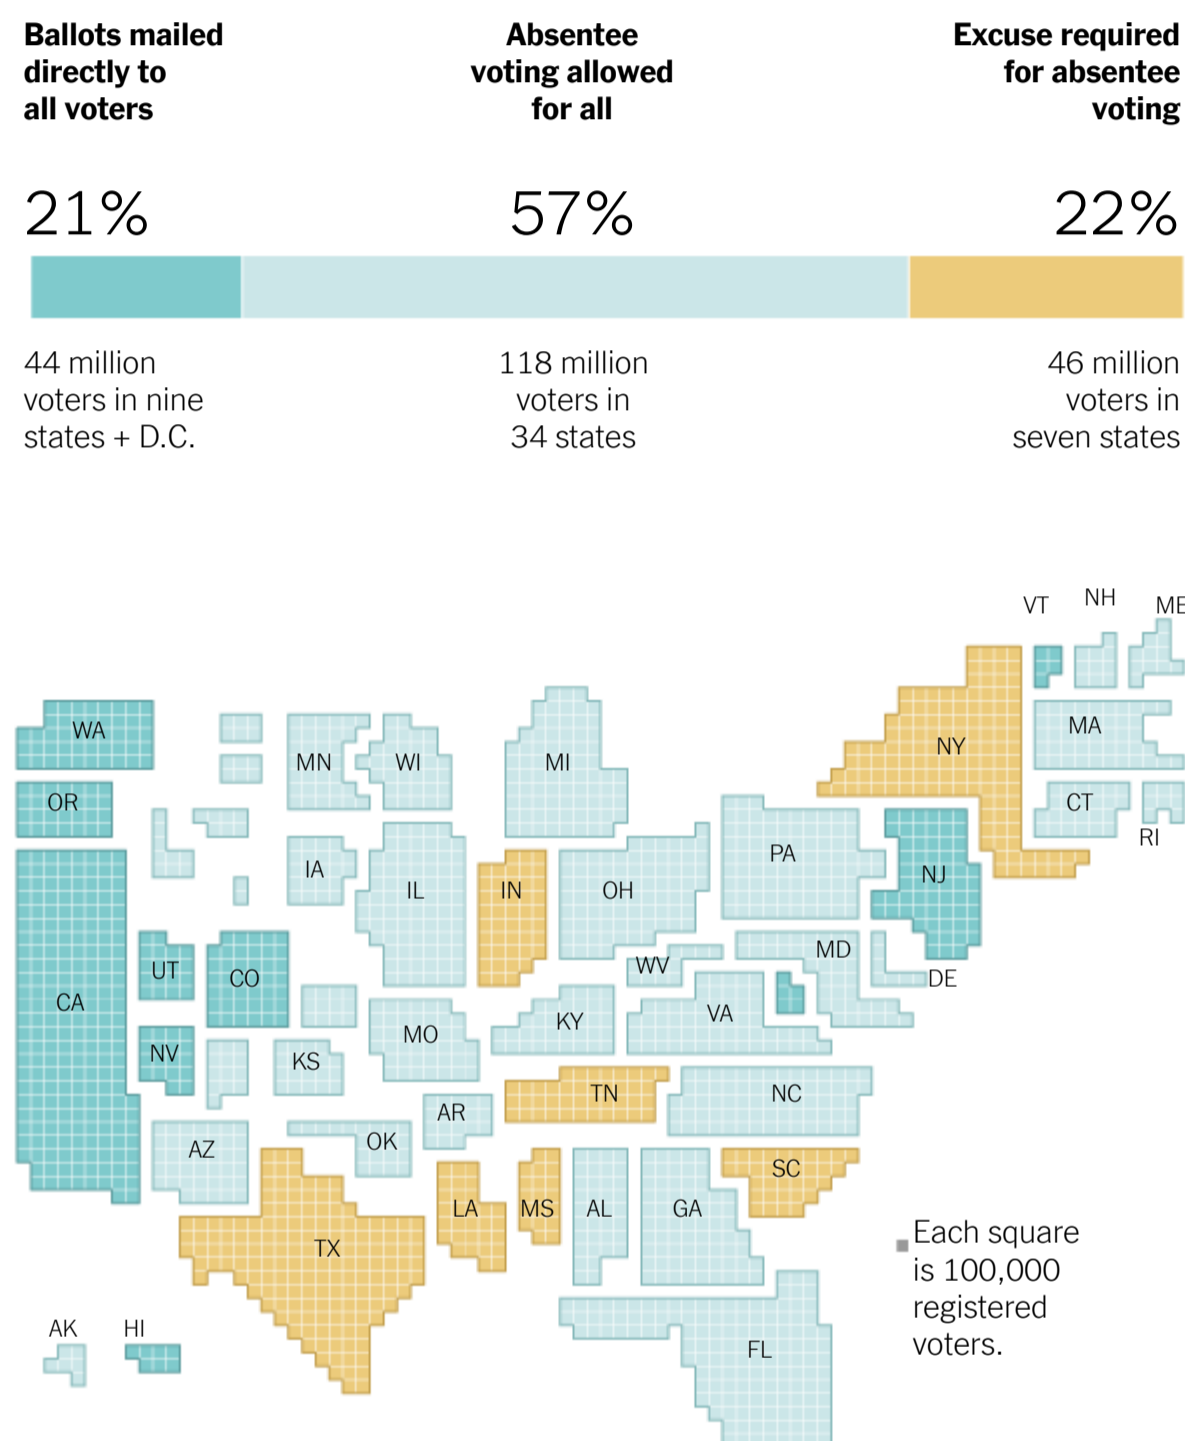 Ballots mailed
directly to
all voters
Absentee
voting allowed
for all
Excuse required
for absentee
voting
21%
57%
22%
44 million
voters in nine
states + D.C.
118 million
voters in
34 states
46 million
voters in
seven states
VT
NH
ME
WA
MN
WI
MI
NY
MA
OR
CT
RI
IA
IL
IN
OH
PA
NJ
CA
UT
CO
WV
MD
DE
NV
KS
MO
KY
VA
AZ
OK
AR
TN
NC
TX
LA
MS
AL
GA
SC
Each square
is 100,000
registered
voters.
AK
HI
FL